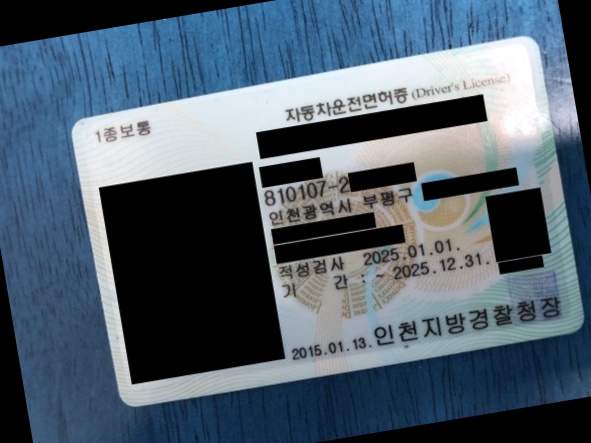 1종보통
자동차운전면허증 (Driver's License)
810107-2
인천광역시 부평구
적성검사 2025.01.01.
기 간 : ~ 2025.12.31.
2015.01.13. 인천지방경찰청장